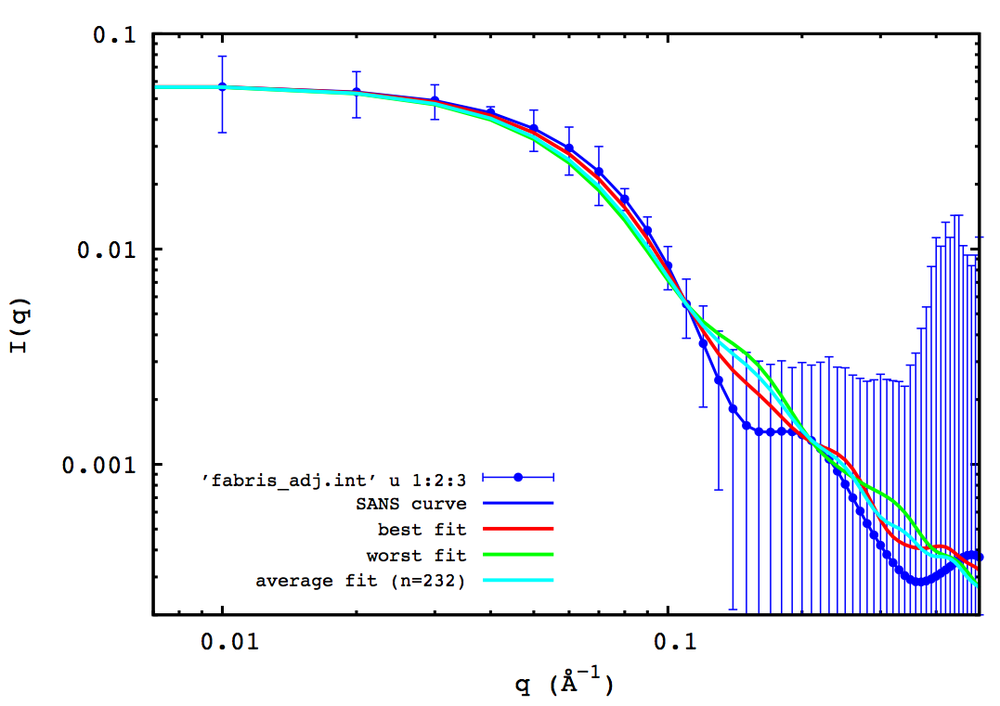 0.1
0.01
0.001
I(q)
’fabris_adj.int’ u 1:2:3
SANS curve
best fit
worst fit
average fit (n=232)
0.01 0.1
q (Å⁻¹)